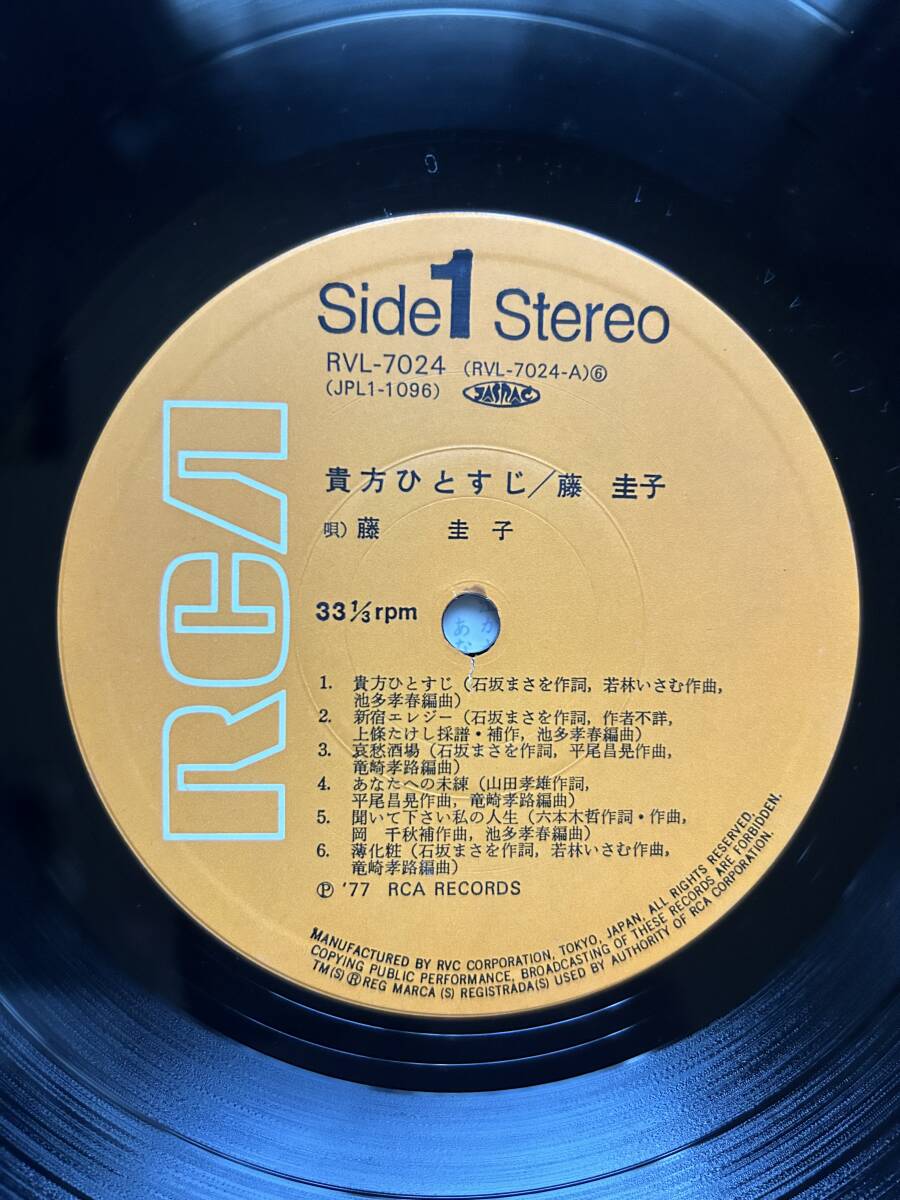 RCA
Side 1 Stereo
RVL-7024 (RVL-7024-A)⑥
(JPL1-1096) JASRAC
貴方ひとすじ／藤 圭子
唄）藤 圭子
33 1/3 rpm
1. 貴方ひとすじ（石坂まさを作詞，若林いさむ作曲，
池多孝春編曲）
2. 新宿エレジー（石坂まさを作詞，作者不詳，
上條たけし採譜・補作，池多孝春編曲）
3. 哀愁酒場（石坂まさを作詞，平尾昌晃作曲，
竜崎孝路編曲）
4. あなたへの未練（山田孝雄作詞，
平尾昌晃作曲，竜崎孝路編曲）
5. 聞いて下さい私の人生（六本木哲作詞・作曲，
岡 千秋補作曲，池多孝春編曲）
6. 薄化粧（石坂まさを作詞，若林いさむ作曲，
竜崎孝路編曲）
Ⓟ '77 RCA RECORDS
MANUFACTURED BY RVC CORPORATION, TOKYO, JAPAN, ALL RIGHTS RESERVED.
COPYING PUBLIC PERFORMANCE, BROADCASTING OF THESE RECORDS ARE FORBIDDEN.
TM(S) ® REG MARCA (S) REGISTRADA(S) USED BY AUTHORITY OF RCA CORPORATION.